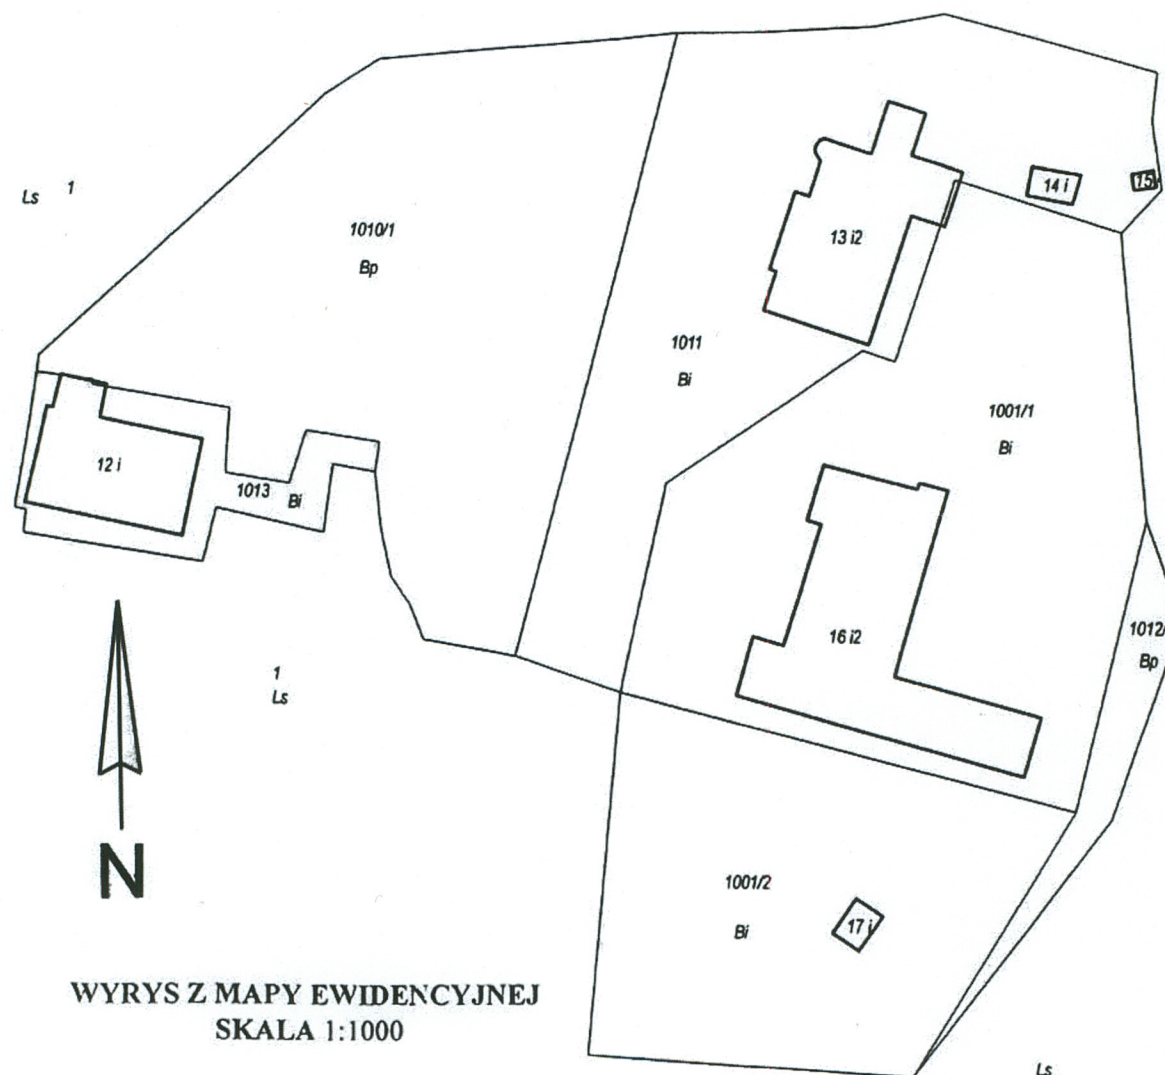 Ls 1
1010/1
Bp
13 i2
14 i
15
1011
Bi
1001/1
Bi
12 i
1013 Bi
16 i2
1012/
Bp
1
Ls
N
1001/2
Bi
17 i
WYRYS Z MAPY EWIDENCYJNEJ
SKALA 1:1000
Ls